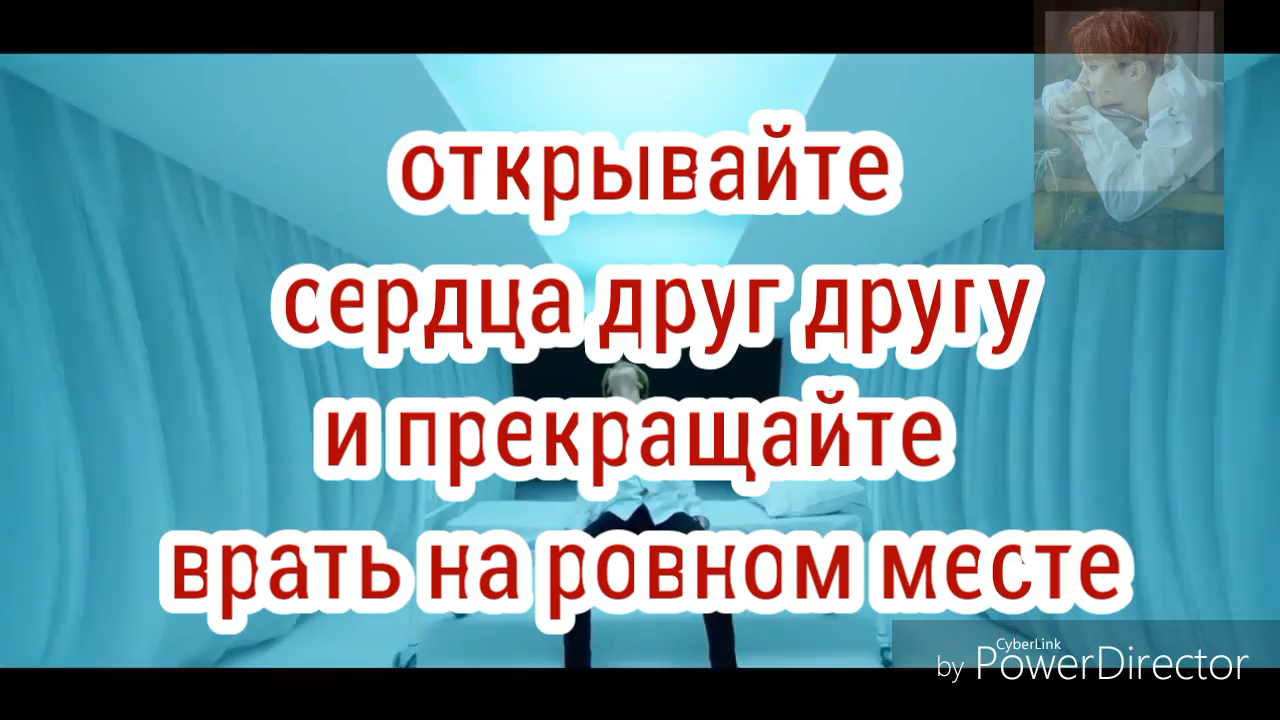 открывайте
сердца друг другу
и прекращайте
врать на ровном месте
CyberLink
by PowerDirector